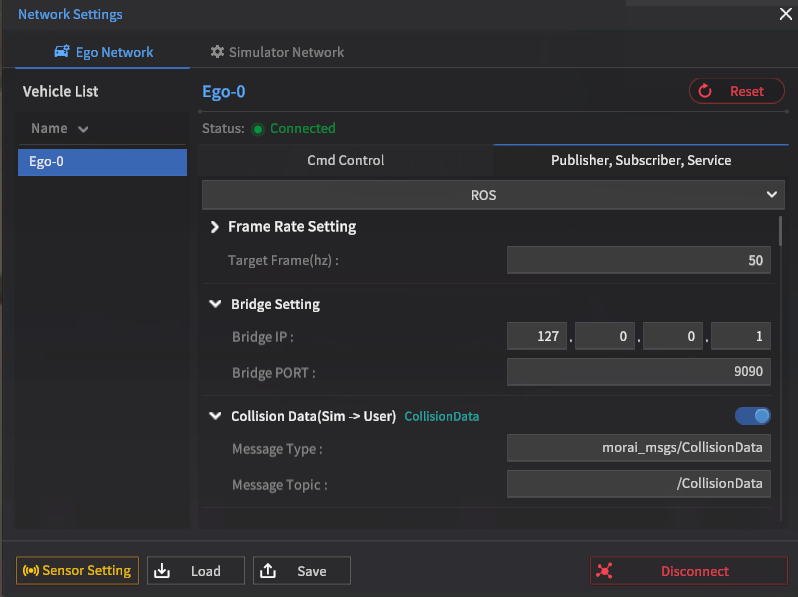 Network Settings
Ego Network
Simulator Network
Vehicle List
Name
Ego-0
Ego-0
Reset
Status: Connected
Cmd Control
Publisher, Subscriber, Service
ROS
Frame Rate Setting
Target Frame(hz) : 50
Bridge Setting
Bridge IP : 127 . 0 . 0 . 1
Bridge PORT : 9090
Collision Data(Sim -> User) CollisionData
Message Type : morai_msgs/CollisionData
Message Topic : /CollisionData
Sensor Setting
Load
Save
Disconnect